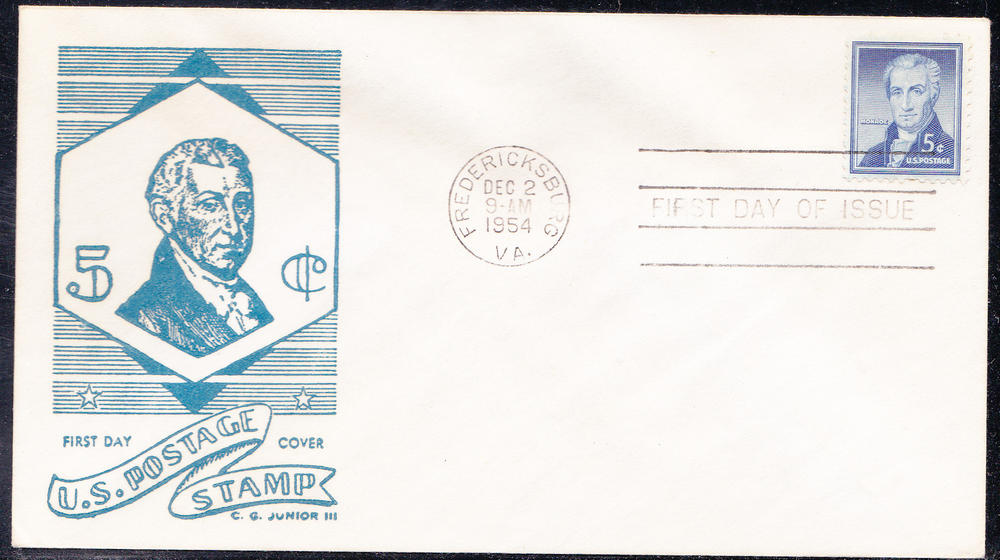 5 ¢
FIRST DAY COVER
U.S. POSTAGE
STAMP
C. G. JUNIOR III
FREDERICKSBURG
DEC 2
9-AM
1954
VA.
FIRST DAY OF ISSUE
MONROE
5¢
U.S. POSTAGE